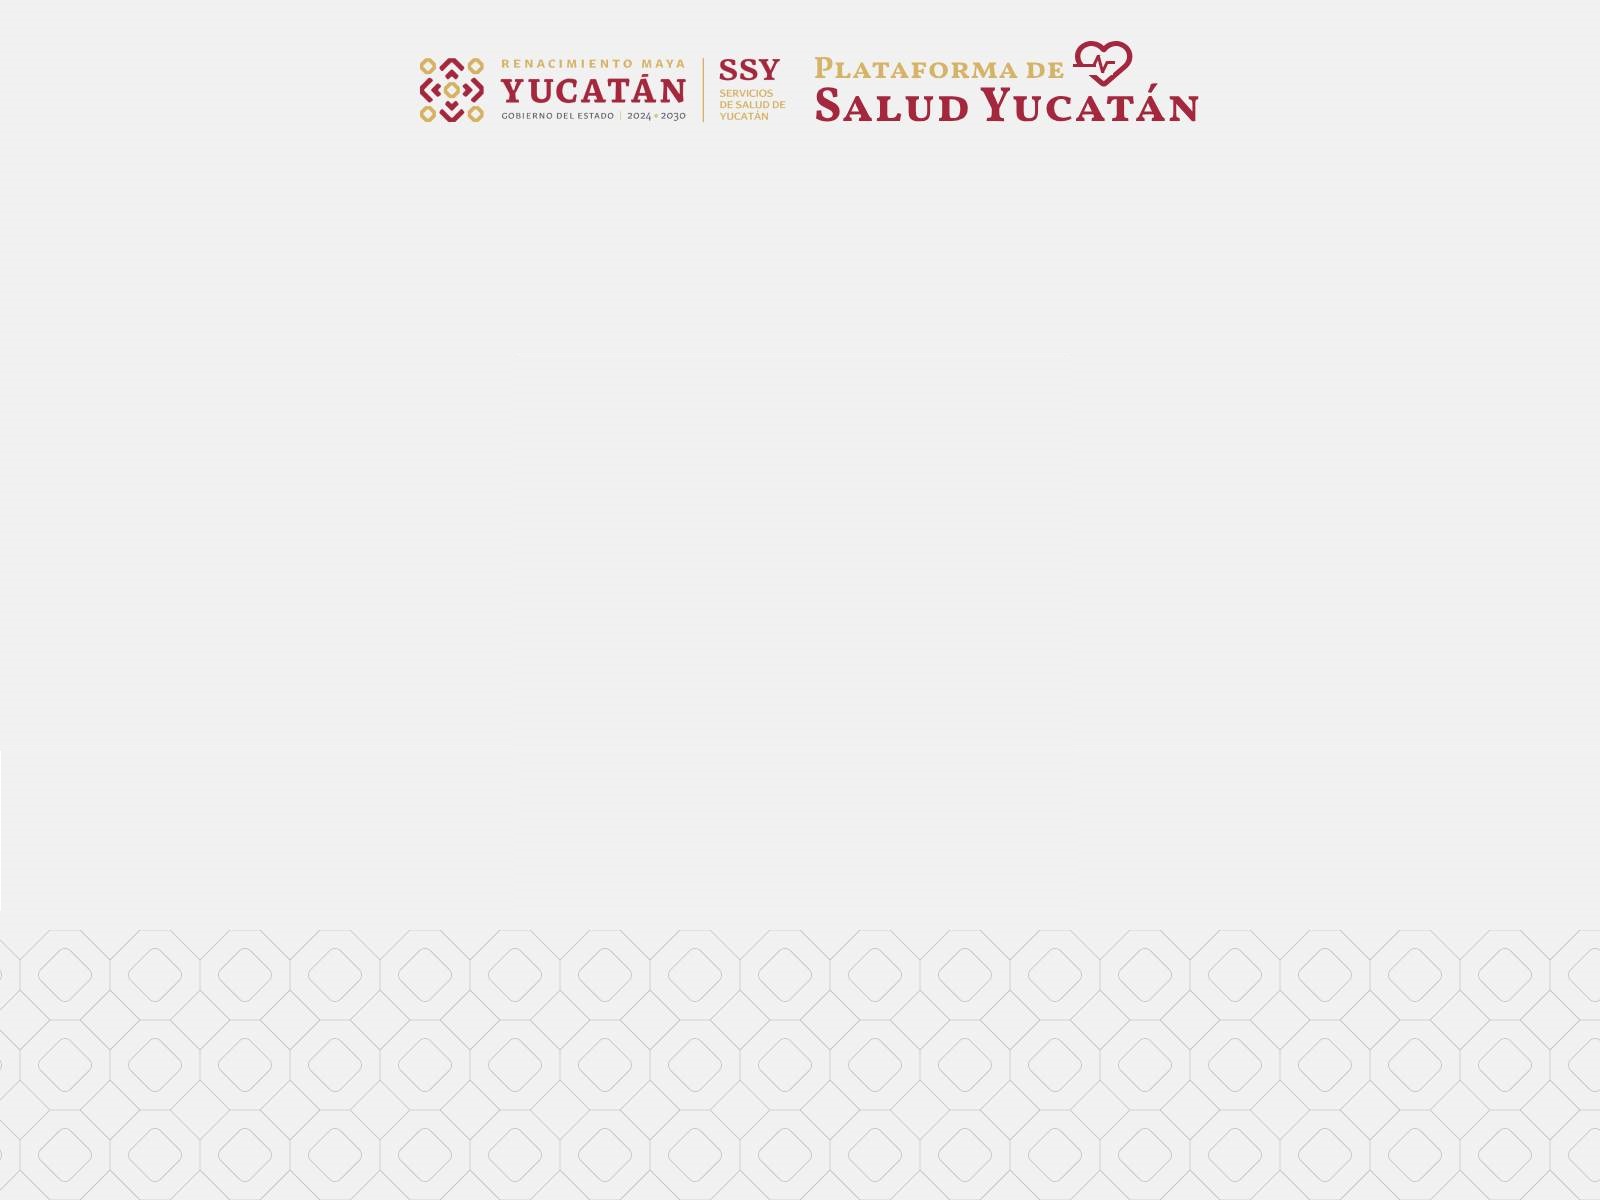 RENACIMIENTO MAYA
YUCATÁN
GOBIERNO DEL ESTADO | 2024 • 2030
SSY
SERVICIOS
DE SALUD DE
YUCATÁN
PLATAFORMA DE
SALUD YUCATÁN